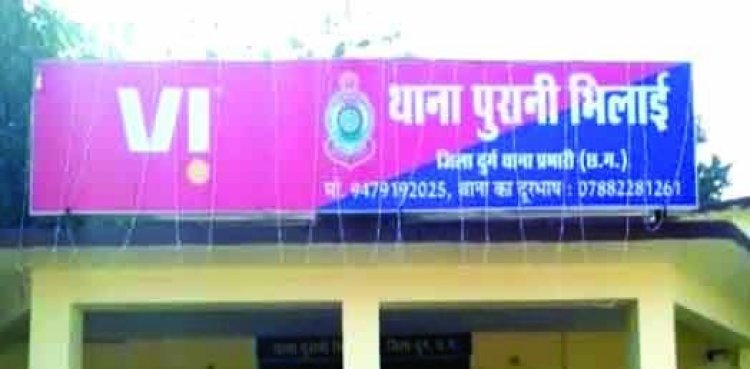 VI
थाना पुरानी भिलाई
जिला दुर्ग थाना प्रभारी (छ.ग.)
मो. 9479192025, थाना का दूरभाष : 07882281261
थाना पुरानी जिला दुर्ग, छ.ग.